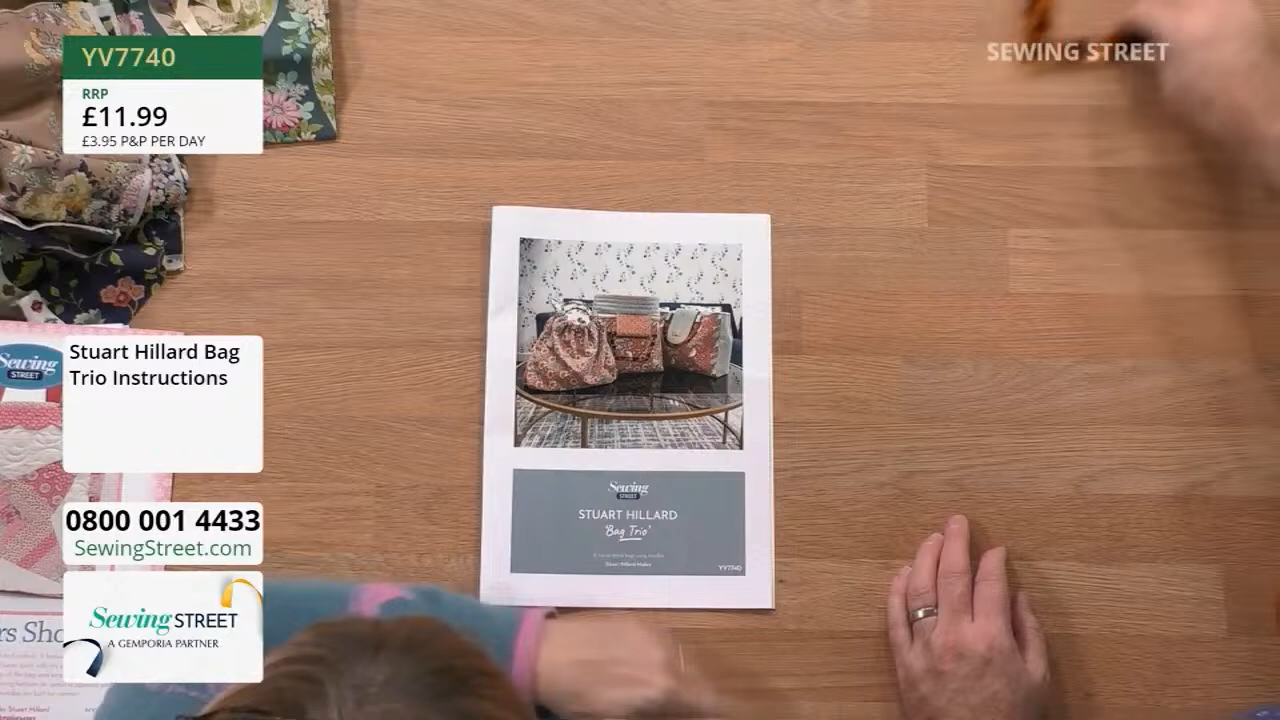 YV7740
RRP
£11.99
£3.95 P&P PER DAY
SEWING STREET
Stuart Hillard Bag
Trio Instructions
0800 001 4433
SewingStreet.com
Sewing STREET
A GEMPORIA PARTNER
Sewing
STREET
Sewing
STREET
STUART HILLARD
'Bag Trio'
YV7740